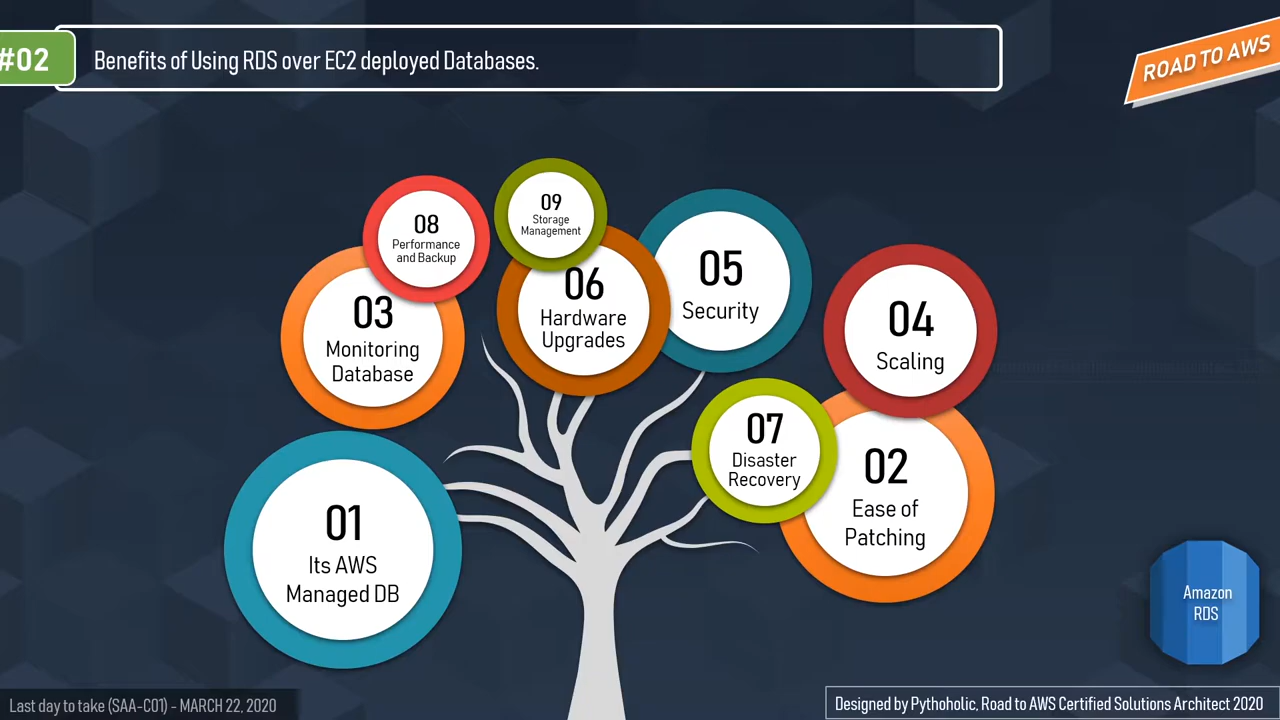 #02
Benefits of Using RDS over EC2 deployed Databases.
ROAD TO AWS
08
Performance
and Backup
09
Storage
Management
03
Monitoring
Database
06
Hardware
Upgrades
05
Security
04
Scaling
07
Disaster
Recovery
02
Ease of
Patching
01
Its AWS
Managed DB
Amazon
RDS
Last day to take (SAA-C01) - MARCH 22, 2020
Designed by Pythoholic, Road to AWS Certified Solutions Architect 2020